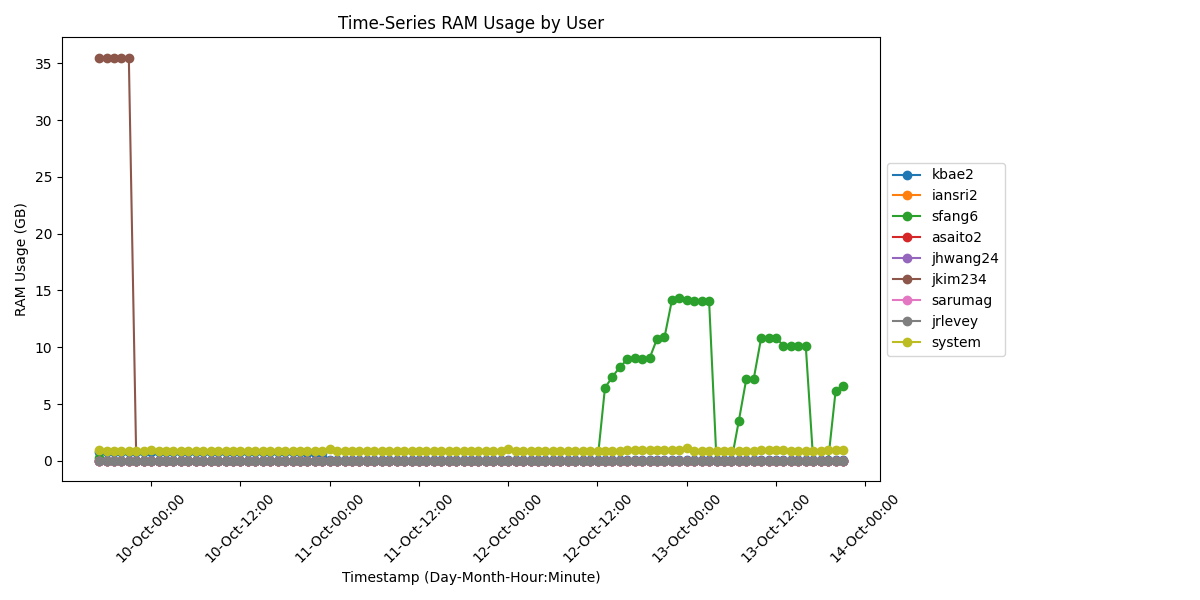 Time-Series RAM Usage by User
RAM Usage (GB)
35
30
25
20
15
10
5
0
10-Oct-00:00
10-Oct-12:00
11-Oct-00:00
11-Oct-12:00
12-Oct-00:00
12-Oct-12:00
13-Oct-00:00
13-Oct-12:00
14-Oct-00:00
Timestamp (Day-Month-Hour:Minute)
kbae2
iansri2
sfang6
asaito2
jhwang24
jkim234
sarumag
jrlevey
system